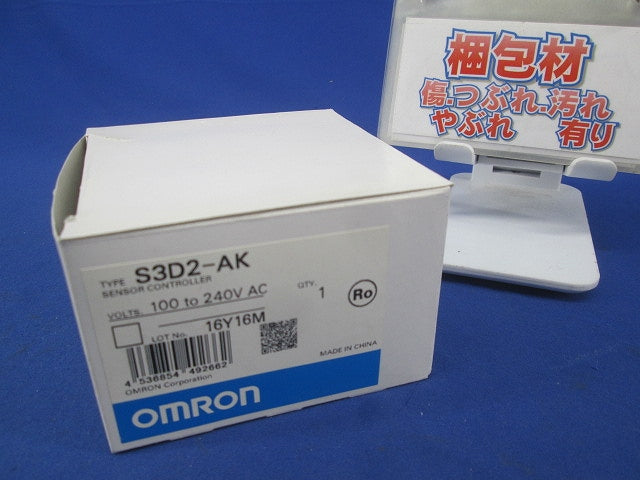 梱包材
傷.つぶれ.汚れ
やぶれ 有り
TYPE S3D2-AK
SENSOR CONTROLLER
VOLTS. 100 to 240V AC
QTY. 1
Ro
LOT No. 16Y16M
4 536854 492662
OMRON Corporation
MADE IN CHINA
OMRON